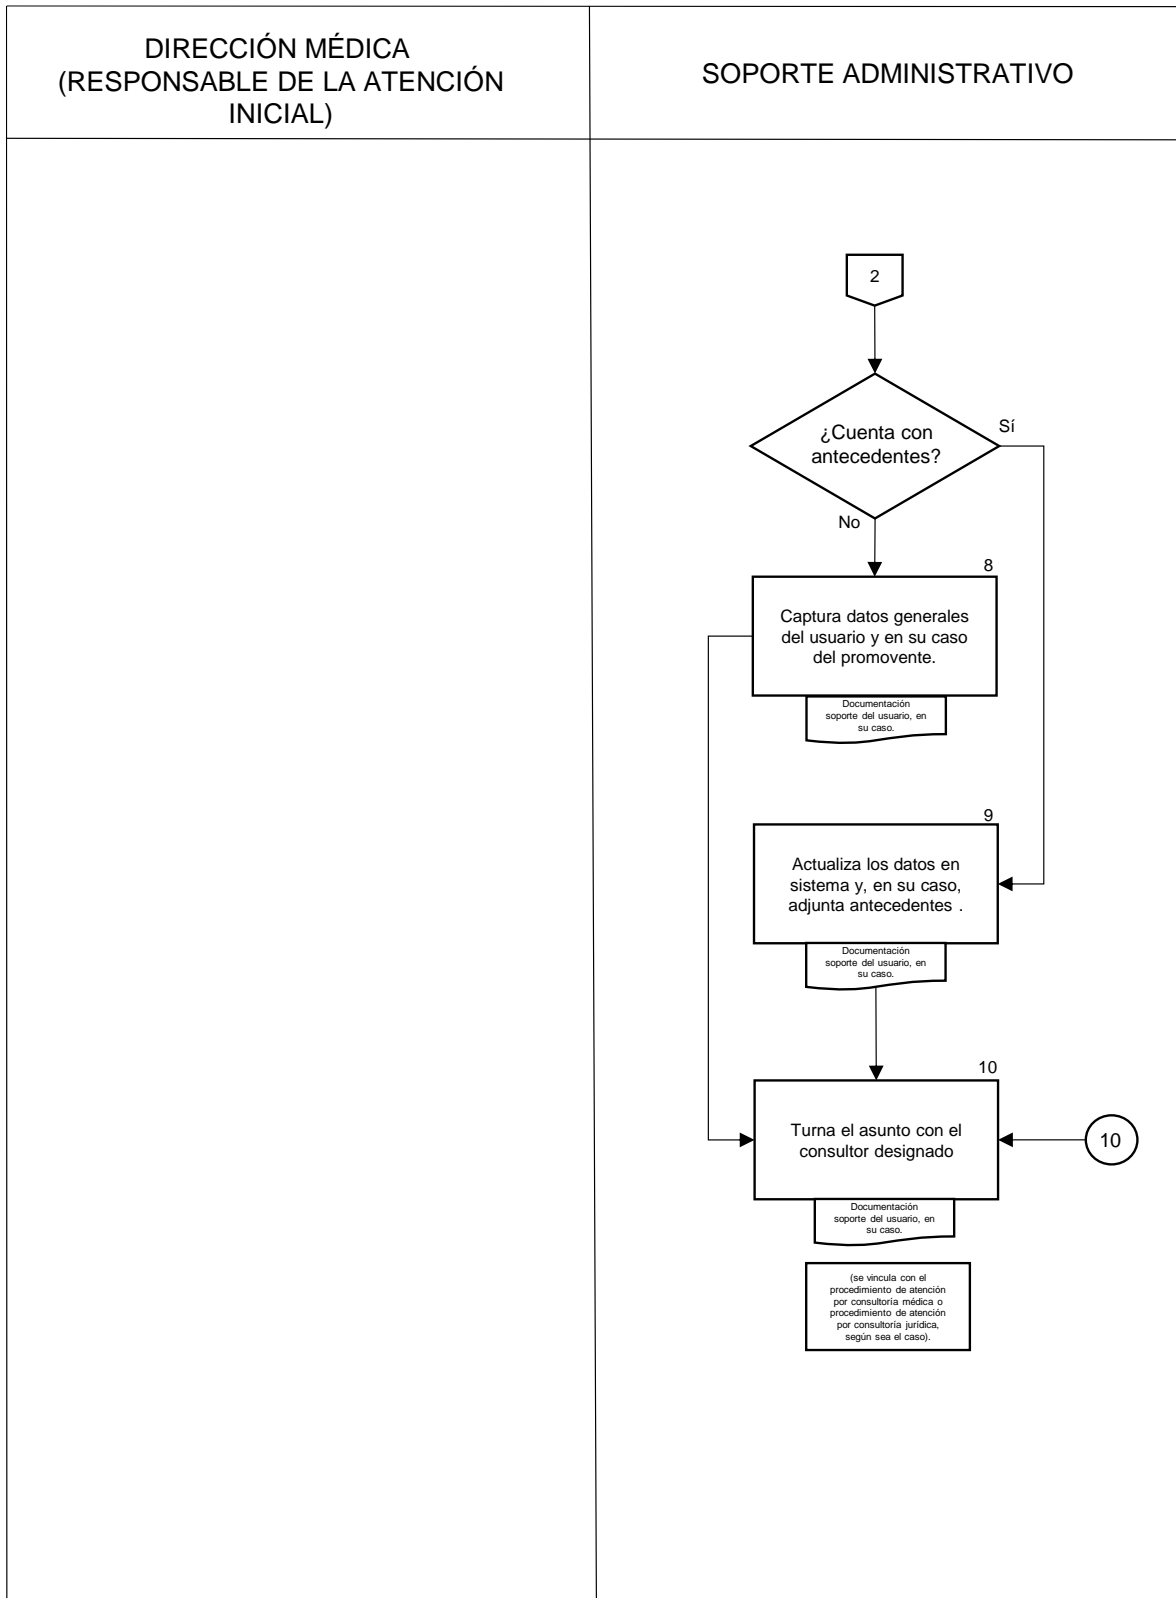 DIRECCIÓN MÉDICA
(RESPONSABLE DE LA ATENCIÓN
INICIAL)
SOPORTE ADMINISTRATIVO
2
¿Cuenta con
antecedentes?
Sí
No
8
Captura datos generales
del usuario y en su caso
del promovente.
Documentación
soporte del usuario, en
su caso.
9
Actualiza los datos en
sistema y, en su caso,
adjunta antecedentes .
Documentación
soporte del usuario, en
su caso.
10
Turna el asunto con el
consultor designado
10
Documentación
soporte del usuario, en
su caso.
(se vincula con el
procedimiento de atención
por consultoría médica o
procedimiento de atención
por consultoría jurídica,
según sea el caso).